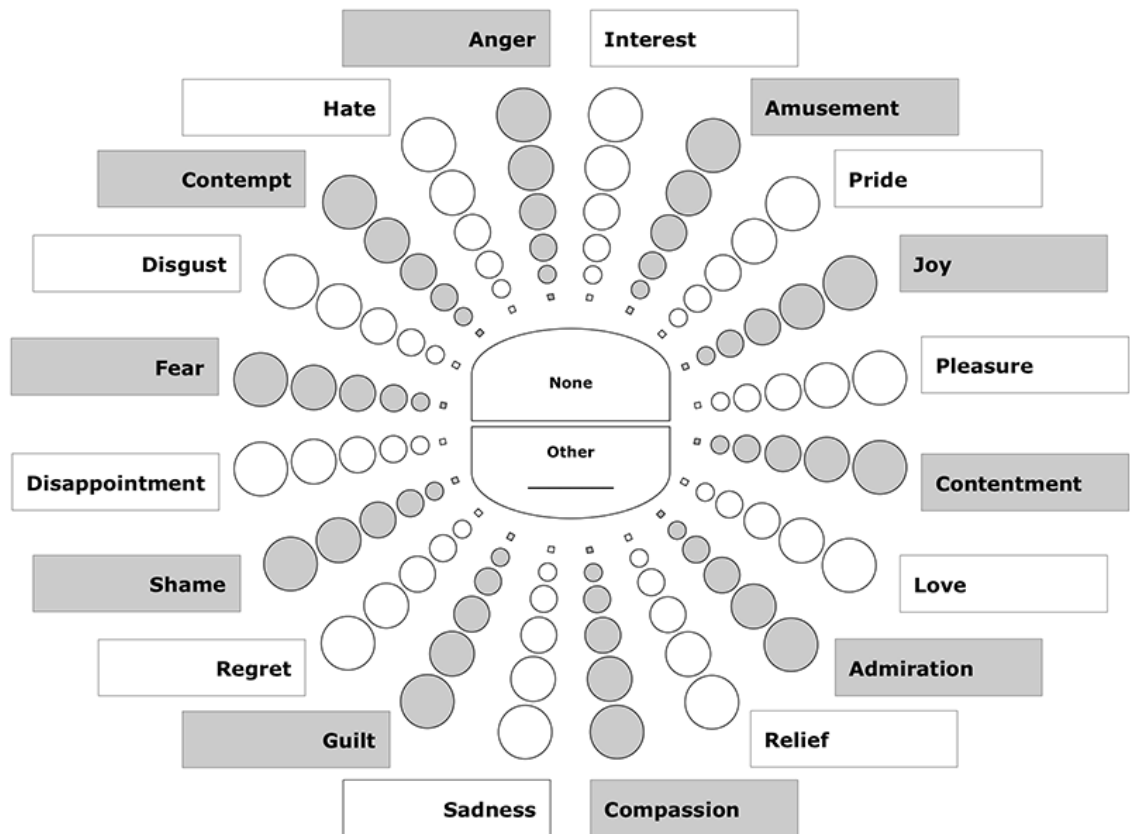 Anger
Interest
Hate
Amusement
Contempt
Pride
Disgust
Joy
Fear
Pleasure
None
Other
Disappointment
Contentment
Shame
Love
Regret
Admiration
Guilt
Relief
Sadness
Compassion